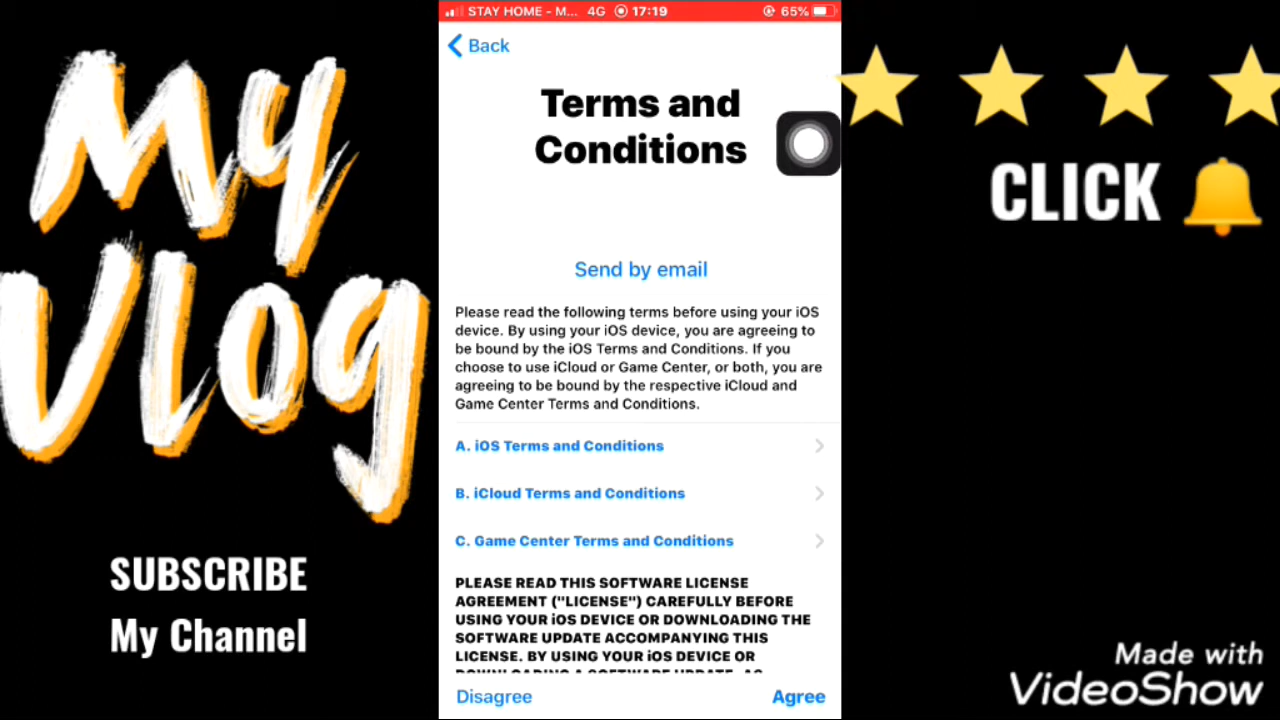 My
Vlog
SUBSCRIBE
My Channel
STAY HOME - M... 4G 17:19 65%
Back
Terms and
Conditions
Send by email
Please read the following terms before using your iOS
device. By using your iOS device, you are agreeing to
be bound by the iOS Terms and Conditions. If you
choose to use iCloud or Game Center, or both, you are
agreeing to be bound by the respective iCloud and
Game Center Terms and Conditions.
A. iOS Terms and Conditions
B. iCloud Terms and Conditions
C. Game Center Terms and Conditions
PLEASE READ THIS SOFTWARE LICENSE
AGREEMENT ("LICENSE") CAREFULLY BEFORE
USING YOUR iOS DEVICE OR DOWNLOADING THE
SOFTWARE UPDATE ACCOMPANYING THIS
LICENSE. BY USING YOUR iOS DEVICE OR
DOWNLOADING A SOFTWARE UPDATE, AS
Disagree Agree
CLICK
Made with
VideoShow